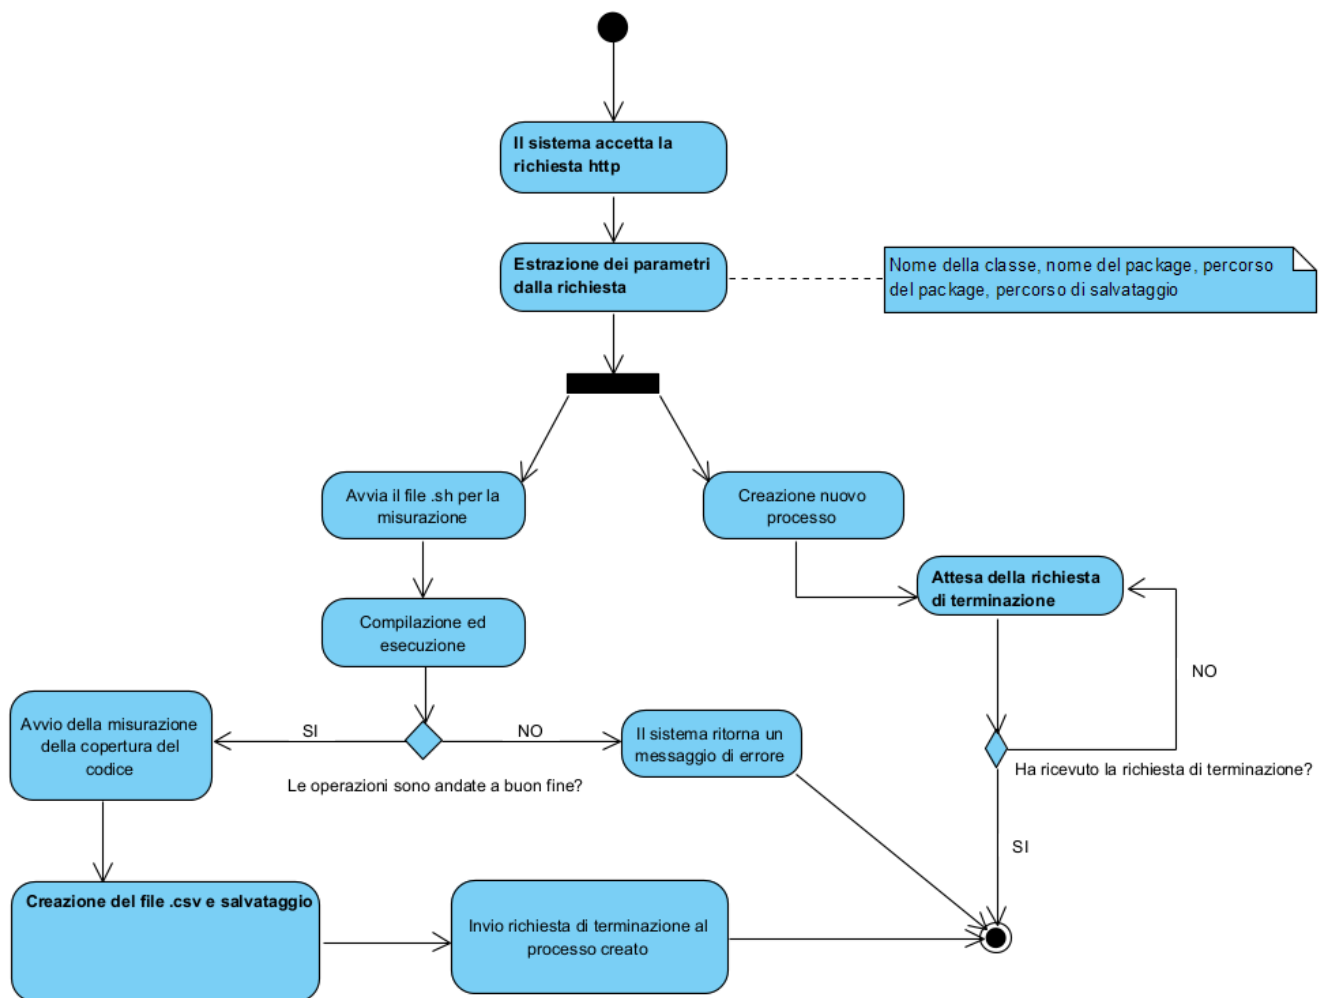 Il sistema accetta la
richiesta http
Estrazione dei parametri
dalla richiesta
Nome della classe, nome del package, percorso
del package, percorso di salvataggio
Avvia il file .sh per la
misurazione
Creazione nuovo
processo
Attesa della richiesta
di terminazione
Compilazione ed
esecuzione
NO
Avvio della misurazione
della copertura del
codice
SI
NO
Il sistema ritorna un
messaggio di errore
Ha ricevuto la richiesta di terminazione?
Le operazioni sono andate a buon fine?
SI
Creazione del file .csv e salvataggio
Invio richiesta di terminazione al
processo creato